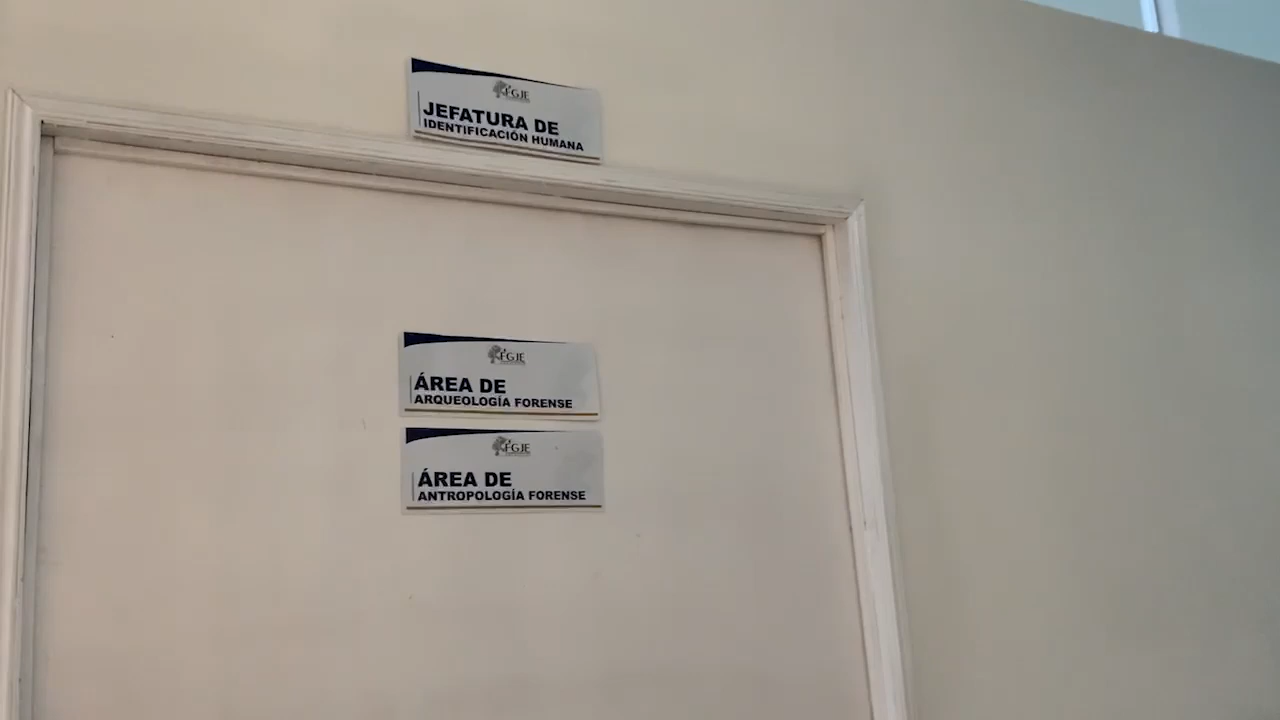 FGJE
JEFATURA DE
IDENTIFICACIÓN HUMANA
FGJE
ÁREA DE
ARQUEOLOGÍA FORENSE
FGJE
ÁREA DE
ANTROPOLOGÍA FORENSE